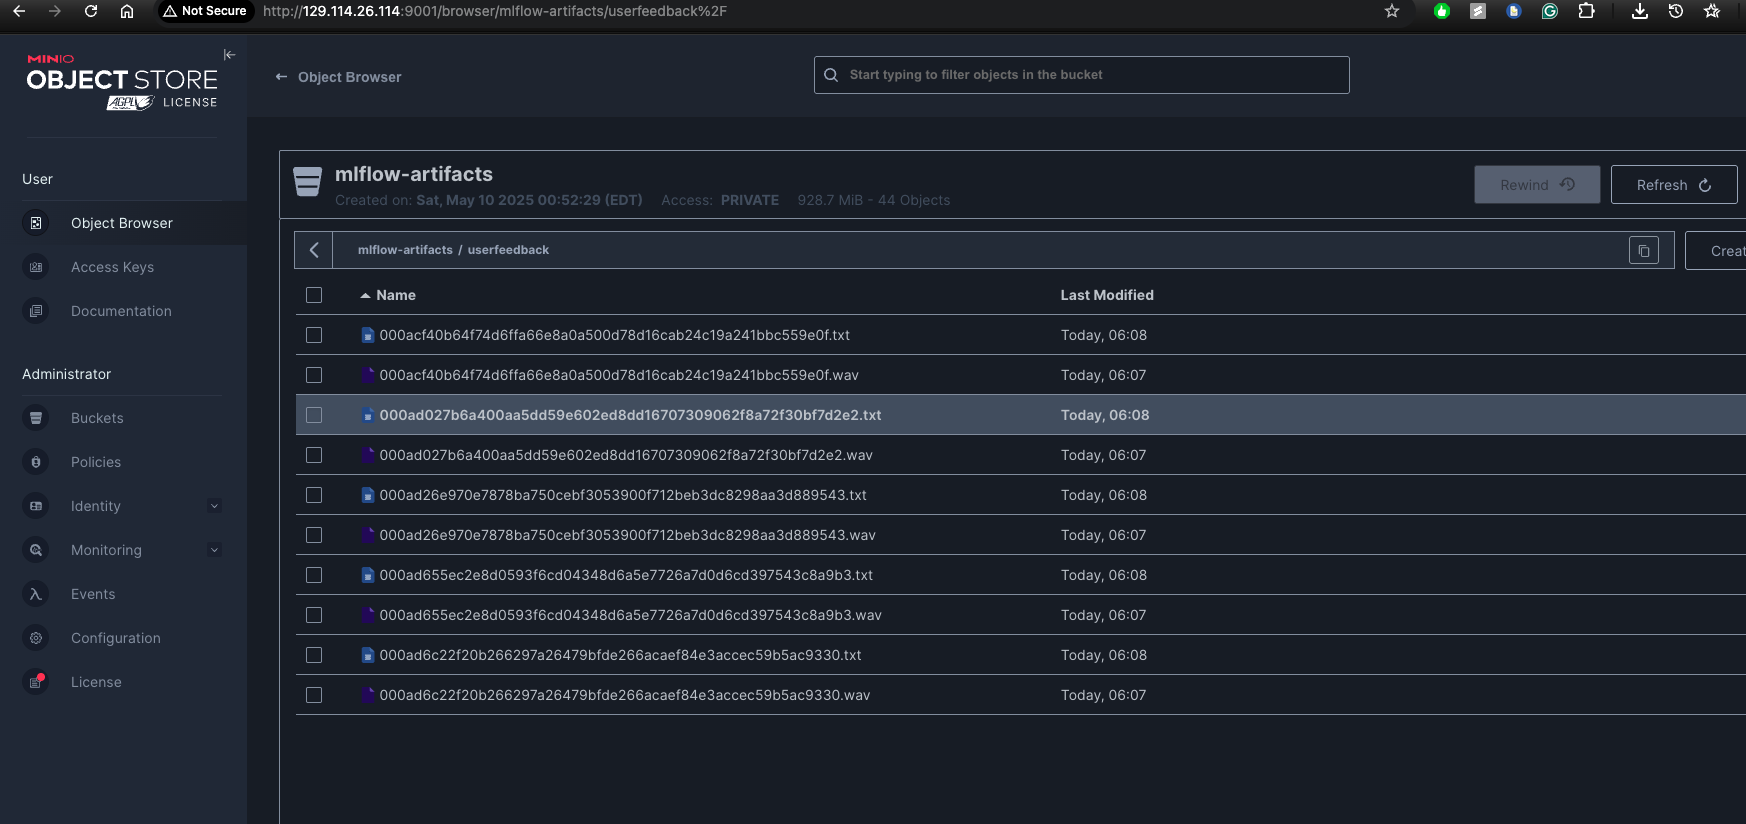 Not Secure http://129.114.26.114:9001/browser/mlflow-artifacts/userfeedback%2F
MINIO
OBJECT STORE
AGPL LICENSE
Object Browser
Start typing to filter objects in the bucket
User
Object Browser
Access Keys
Documentation
Administrator
Buckets
Policies
Identity
Monitoring
Events
Configuration
License
mlflow-artifacts
Created on: Sat, May 10 2025 00:52:29 (EDT) Access: PRIVATE 928.7 MiB - 44 Objects
Rewind
Refresh
mlflow-artifacts / userfeedback
Creat
Name Last Modified
000acf40b64f74d6ffa66e8a0a500d78d16cab24c19a241bbc559e0f.txt Today, 06:08
000acf40b64f74d6ffa66e8a0a500d78d16cab24c19a241bbc559e0f.wav Today, 06:07
000ad027b6a400aa5dd59e602ed8dd16707309062f8a72f30bf7d2e2.txt Today, 06:08
000ad027b6a400aa5dd59e602ed8dd16707309062f8a72f30bf7d2e2.wav Today, 06:07
000ad26e970e7878ba750cebf3053900f712beb3dc8298aa3d889543.txt Today, 06:08
000ad26e970e7878ba750cebf3053900f712beb3dc8298aa3d889543.wav Today, 06:07
000ad655ec2e8d0593f6cd04348d6a5e7726a7d0d6cd397543c8a9b3.txt Today, 06:08
000ad655ec2e8d0593f6cd04348d6a5e7726a7d0d6cd397543c8a9b3.wav Today, 06:07
000ad6c22f20b266297a26479bfde266acaef84e3accec59b5ac9330.txt Today, 06:08
000ad6c22f20b266297a26479bfde266acaef84e3accec59b5ac9330.wav Today, 06:07